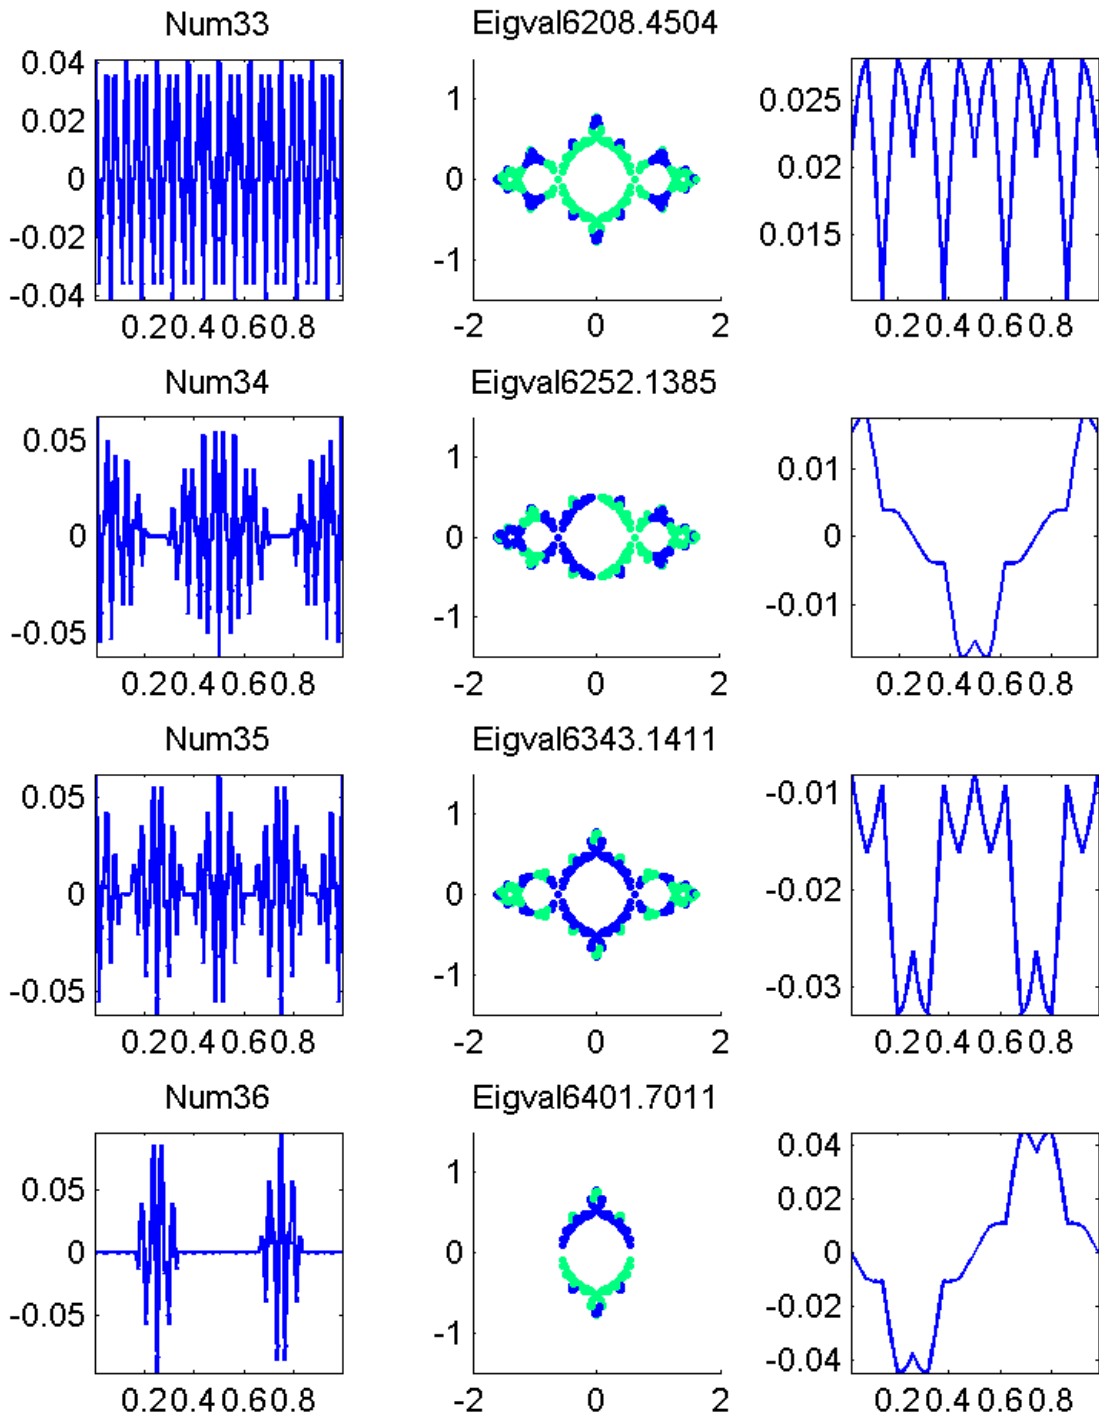 Num33 Eigval6208.4504
0.04 1 0.025
0.02
0 0 0.02
-0.02
0.015
-0.04 -1
0.20.40.60.8 -2 0 2 0.20.40.60.8
Num34 Eigval6252.1385
0.05 1 0.01
0 0 0
-0.05 -1 -0.01
0.20.40.60.8 -2 0 2 0.20.40.60.8
Num35 Eigval6343.1411
0.05 1 -0.01
0 0 -0.02
-0.05 -1 -0.03
0.20.40.60.8 -2 0 2 0.20.40.60.8
Num36 Eigval6401.7011
0.05 1 0.04
0.02
0 0 0
-0.02
-0.05 -1 -0.04
0.20.40.60.8 -2 0 2 0.20.40.60.8